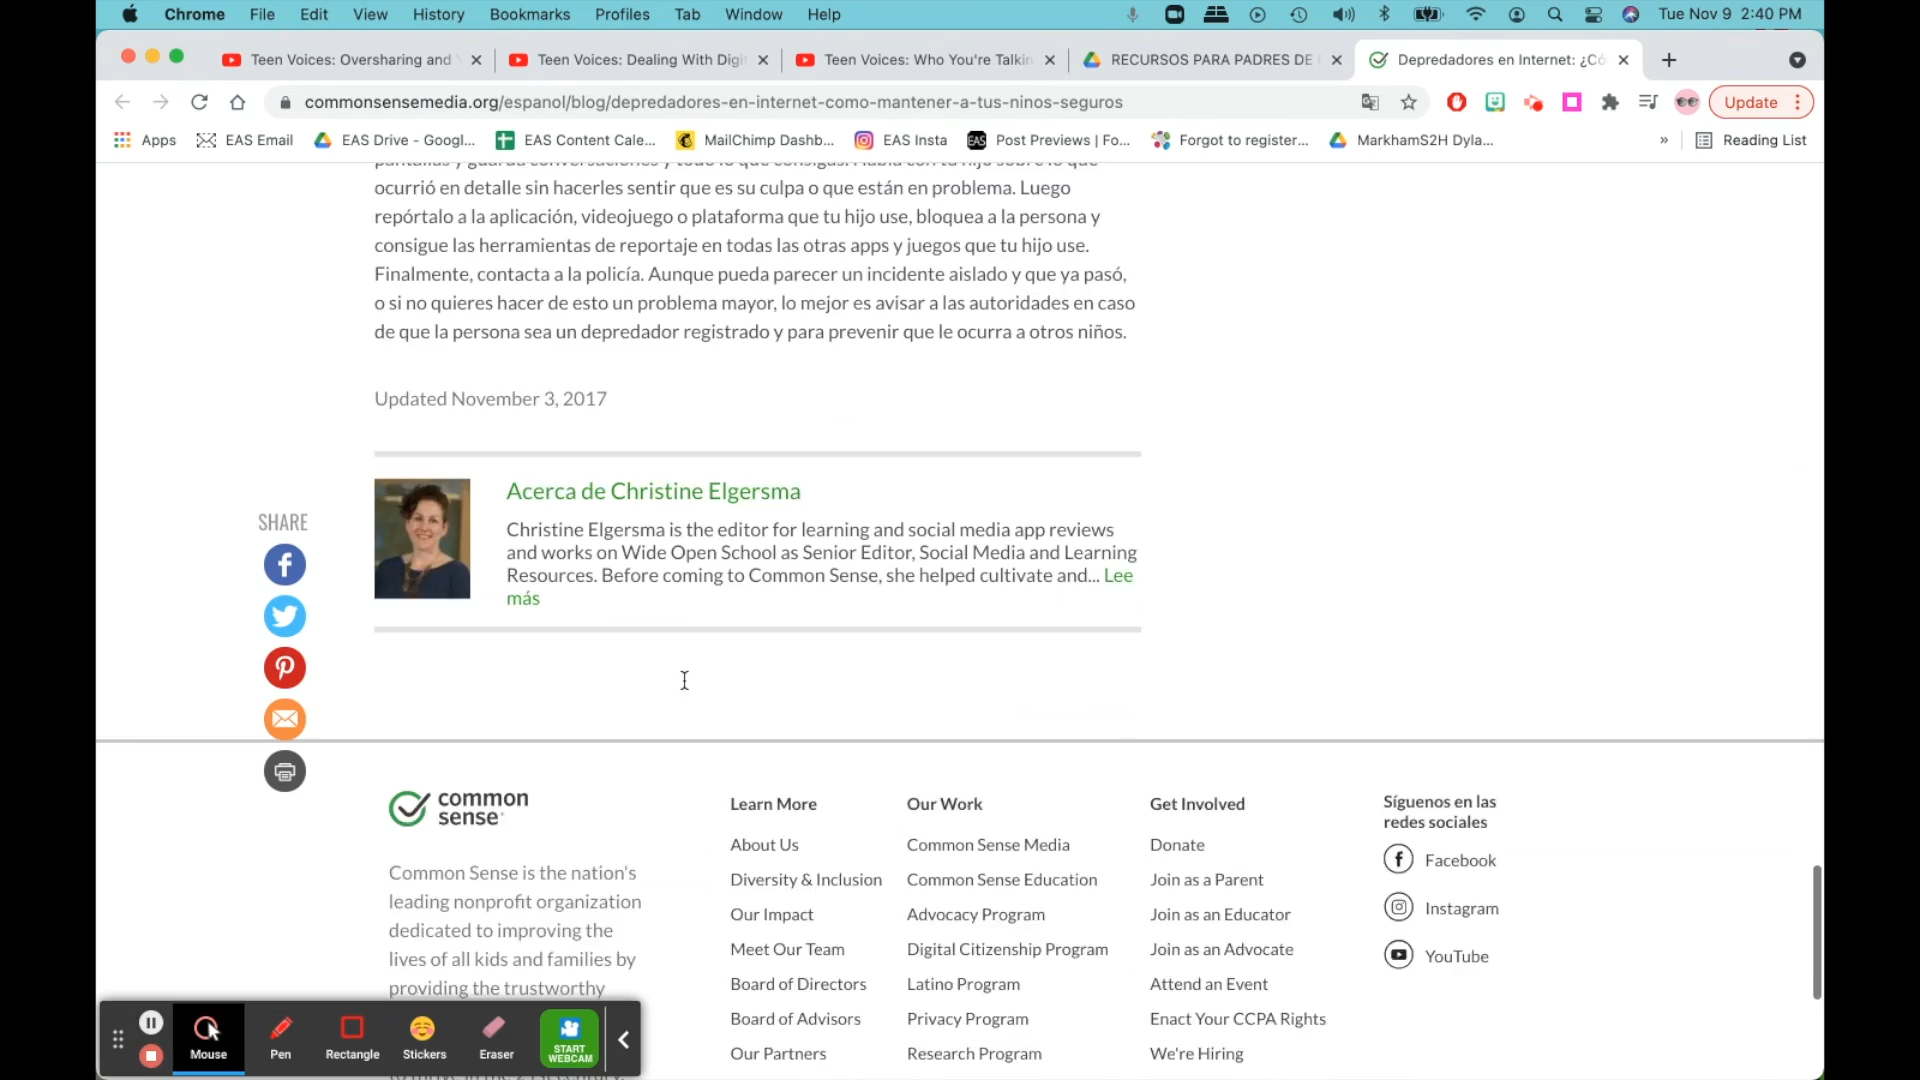 Chrome File Edit View History Bookmarks Profiles Tab Window Help Tue Nov 9 2:40 PM
Teen Voices: Oversharing and Teen Voices: Dealing With Digi Teen Voices: Who You're Talkin RECURSOS PARA PADRES DE Depredadores en Internet: ¿Có
commonsensemedia.org/espanol/blog/depredadores-en-internet-como-mantener-a-tus-ninos-seguros Update
Apps EAS Email EAS Drive - Googl... EAS Content Cale... MailChimp Dashb... EAS Insta EAS Post Previews | Fo... Forgot to register... MarkhamS2H Dyla... » Reading List
pantallas y guarda conversaciones y todo lo que consigas. Habla con tu hijo sobre lo que
ocurrió en detalle sin hacerles sentir que es su culpa o que están en problema. Luego
repórtalo a la aplicación, videojuego o plataforma que tu hijo use, bloquea a la persona y
consigue las herramientas de reportaje en todas las otras apps y juegos que tu hijo use.
Finalmente, contacta a la policía. Aunque pueda parecer un incidente aislado y que ya pasó,
o si no quieres hacer de esto un problema mayor, lo mejor es avisar a las autoridades en caso
de que la persona sea un depredador registrado y para prevenir que le ocurra a otros niños.
Updated November 3, 2017
Acerca de Christine Elgersma
Christine Elgersma is the editor for learning and social media app reviews
and works on Wide Open School as Senior Editor, Social Media and Learning
Resources. Before coming to Common Sense, she helped cultivate and... Lee
más
SHARE
common
sense
Common Sense is the nation's
leading nonprofit organization
dedicated to improving the
lives of all kids and families by
providing the trustworthy
Learn More
About Us
Diversity & Inclusion
Our Impact
Meet Our Team
Board of Directors
Board of Advisors
Our Partners
Our Work
Common Sense Media
Common Sense Education
Advocacy Program
Digital Citizenship Program
Latino Program
Privacy Program
Research Program
Get Involved
Donate
Join as a Parent
Join as an Educator
Join as an Advocate
Attend an Event
Enact Your CCPA Rights
We're Hiring
Síguenos en las
redes sociales
Facebook
Instagram
YouTube
Mouse Pen Rectangle Stickers Eraser
START
WEBCAM